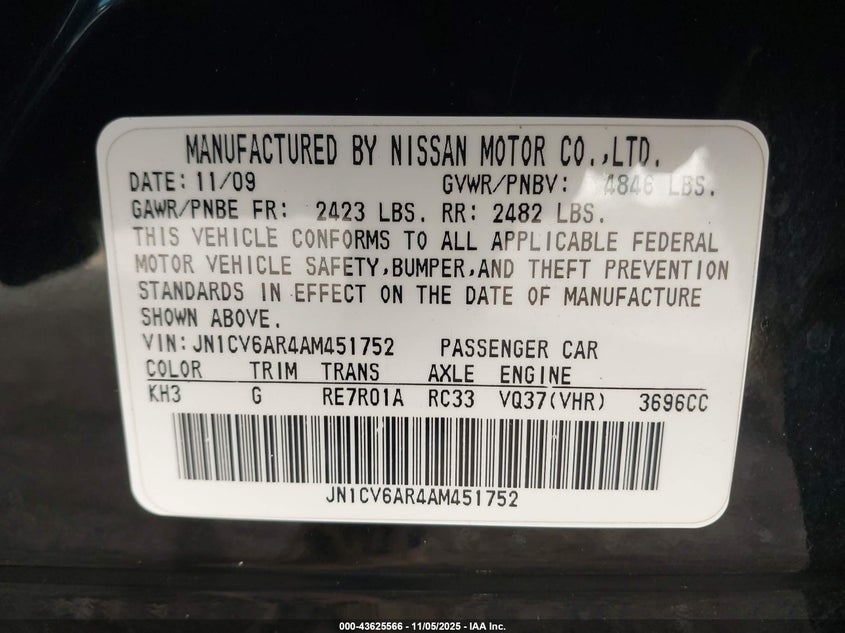 MANUFACTURED BY NISSAN MOTOR CO.,LTD.
DATE: 11/09 GVWR/PNBV: 4846 LBS.
GAWR/PNBE FR: 2423 LBS. RR: 2482 LBS.
THIS VEHICLE CONFORMS TO ALL APPLICABLE FEDERAL
MOTOR VEHICLE SAFETY,BUMPER,AND THEFT PREVENTION
STANDARDS IN EFFECT ON THE DATE OF MANUFACTURE
SHOWN ABOVE.
VIN:JN1CV6AR4AM451752 PASSENGER CAR
COLOR TRIM TRANS AXLE ENGINE
KH3 G RE7R01A RC33 VQ37(VHR) 3696CC
JN1CV6AR4AM451752
000-43625566 - 11/05/2025 - IAA Inc.